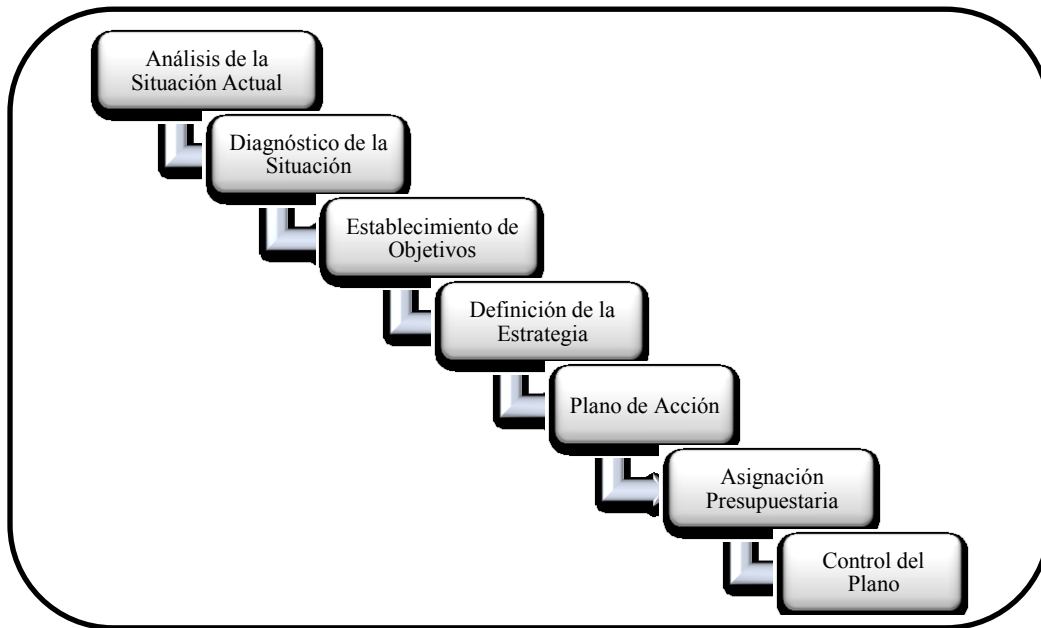 Análisis de la
Situación Actual
Diagnóstico de la
Situación
Establecimiento de
Objetivos
Definición de la
Estrategia
Plano de Acción
Asignación
Presupuestaria
Control del
Plano